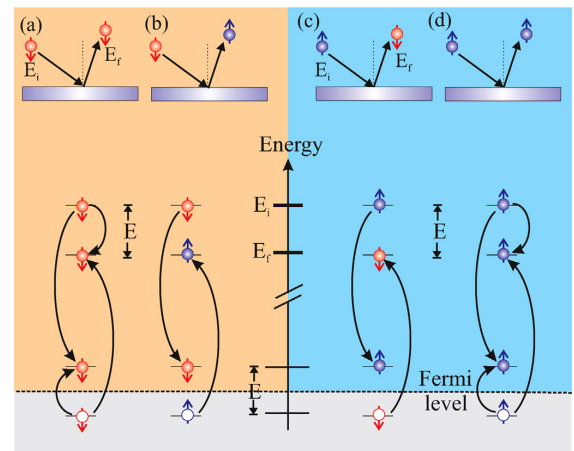 (a) (b) (c) (d)
E_i E_f E_i E_f
Energy
E E_i E
E_f
E Fermi
level